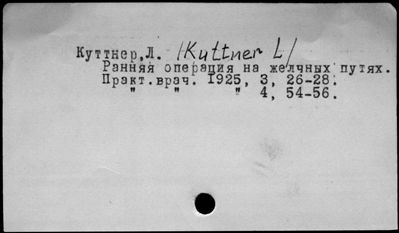 Куттнер,Л. /Kuttner L/
Ранняя операция на желчных путях.
Практ.врач. 1925, 3, 26-28.
" " " 4, 54-56.